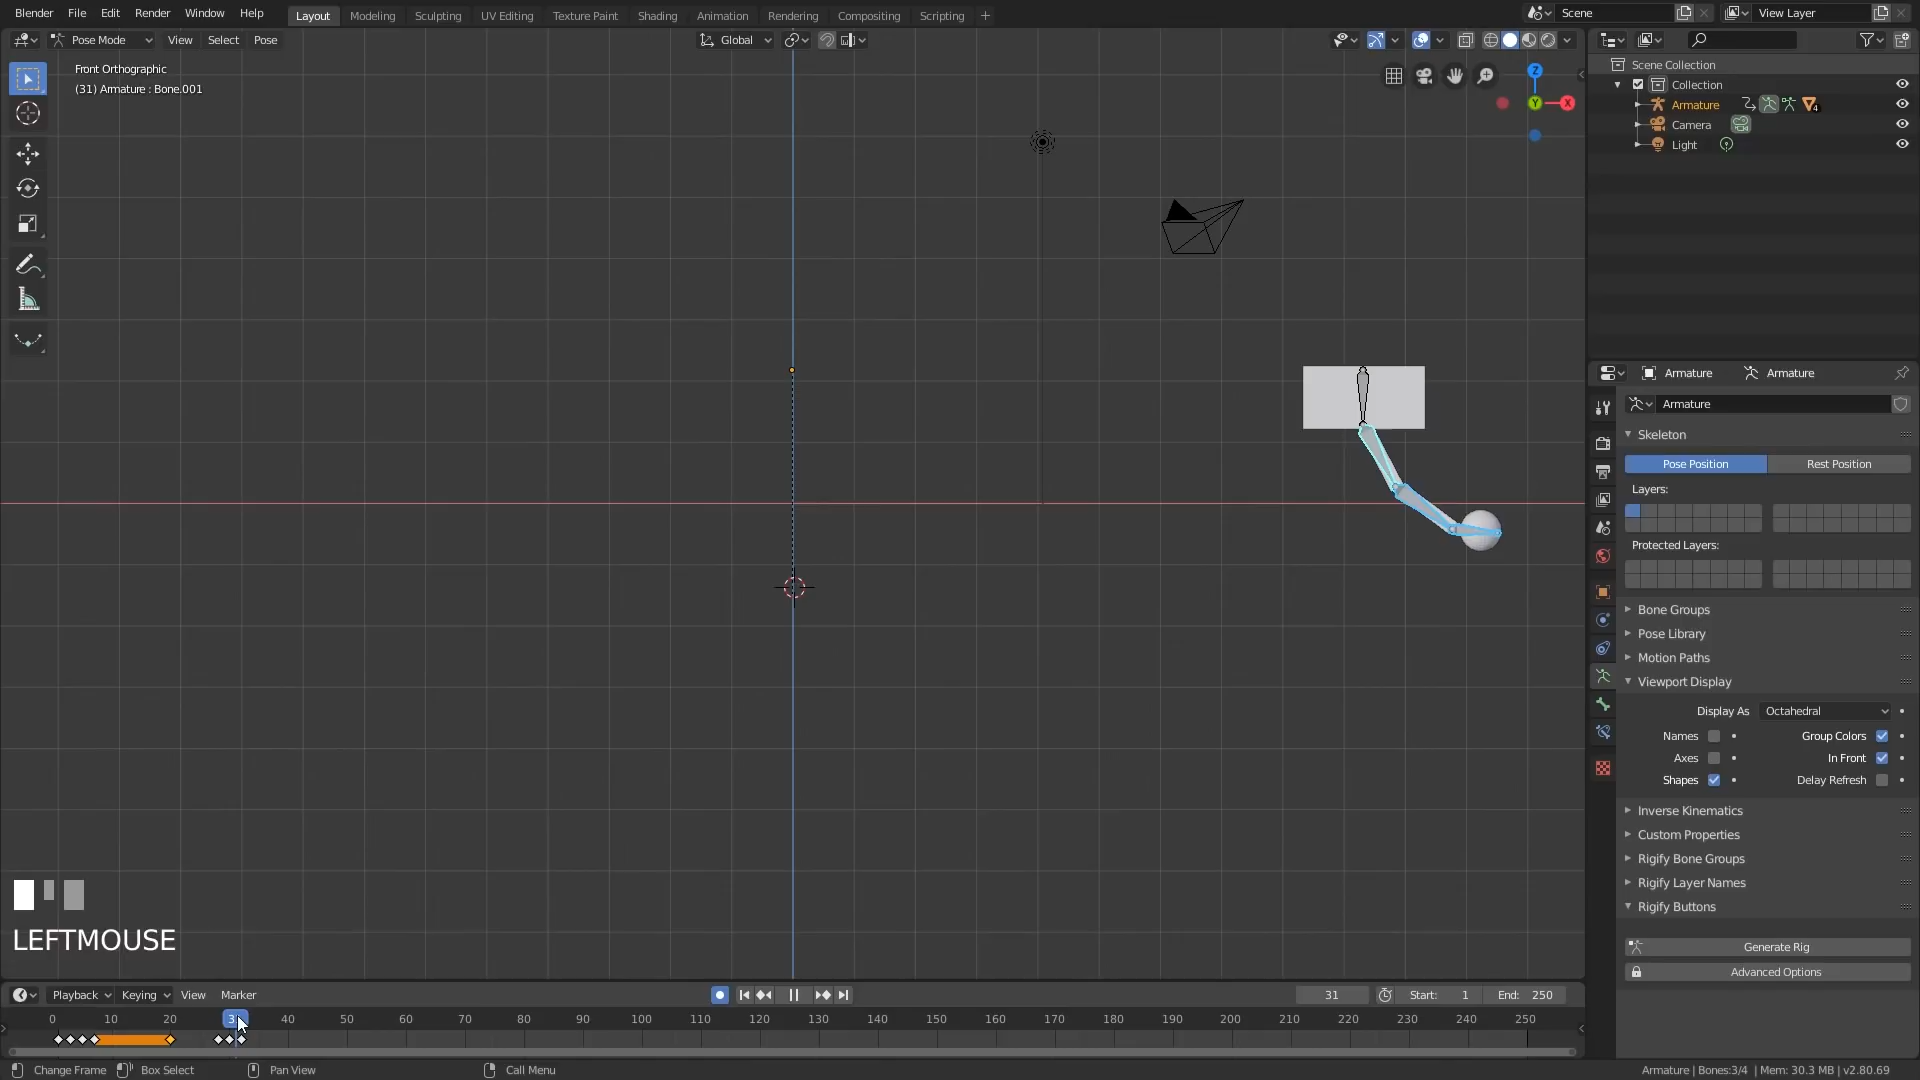 Blender File Edit Render Window Help Layout Modeling Sculpting UV Editing Texture Paint Shading Animation Rendering Compositing Scripting + Scene View Layer
Pose Mode View Select Pose Global
Front Orthographic
(31) Armature : Bone.001
Z
Y
X
Scene Collection
Collection
Armature 4
Camera
Light
Armature Armature
Armature
Skeleton
Pose Position Rest Position
Layers:
Protected Layers:
Bone Groups
Pose Library
Motion Paths
Viewport Display
Display As Octahedral
Names Group Colors
Axes In Front
Shapes Delay Refresh
Inverse Kinematics
Custom Properties
Rigify Bone Groups
Rigify Layer Names
Rigify Buttons
Generate Rig
Advanced Options
LEFTMOUSE
Playback Keying View Marker 31 Start: 1 End: 250
0 10 20 40 50 60 70 80 90 100 110 120 130 140 150 160 170 180 190 200 210 220 230 240 250
Change Frame Box Select Pan View Call Menu Armature | Bones:3/4 | Mem: 30.3 MB | v2.80.69